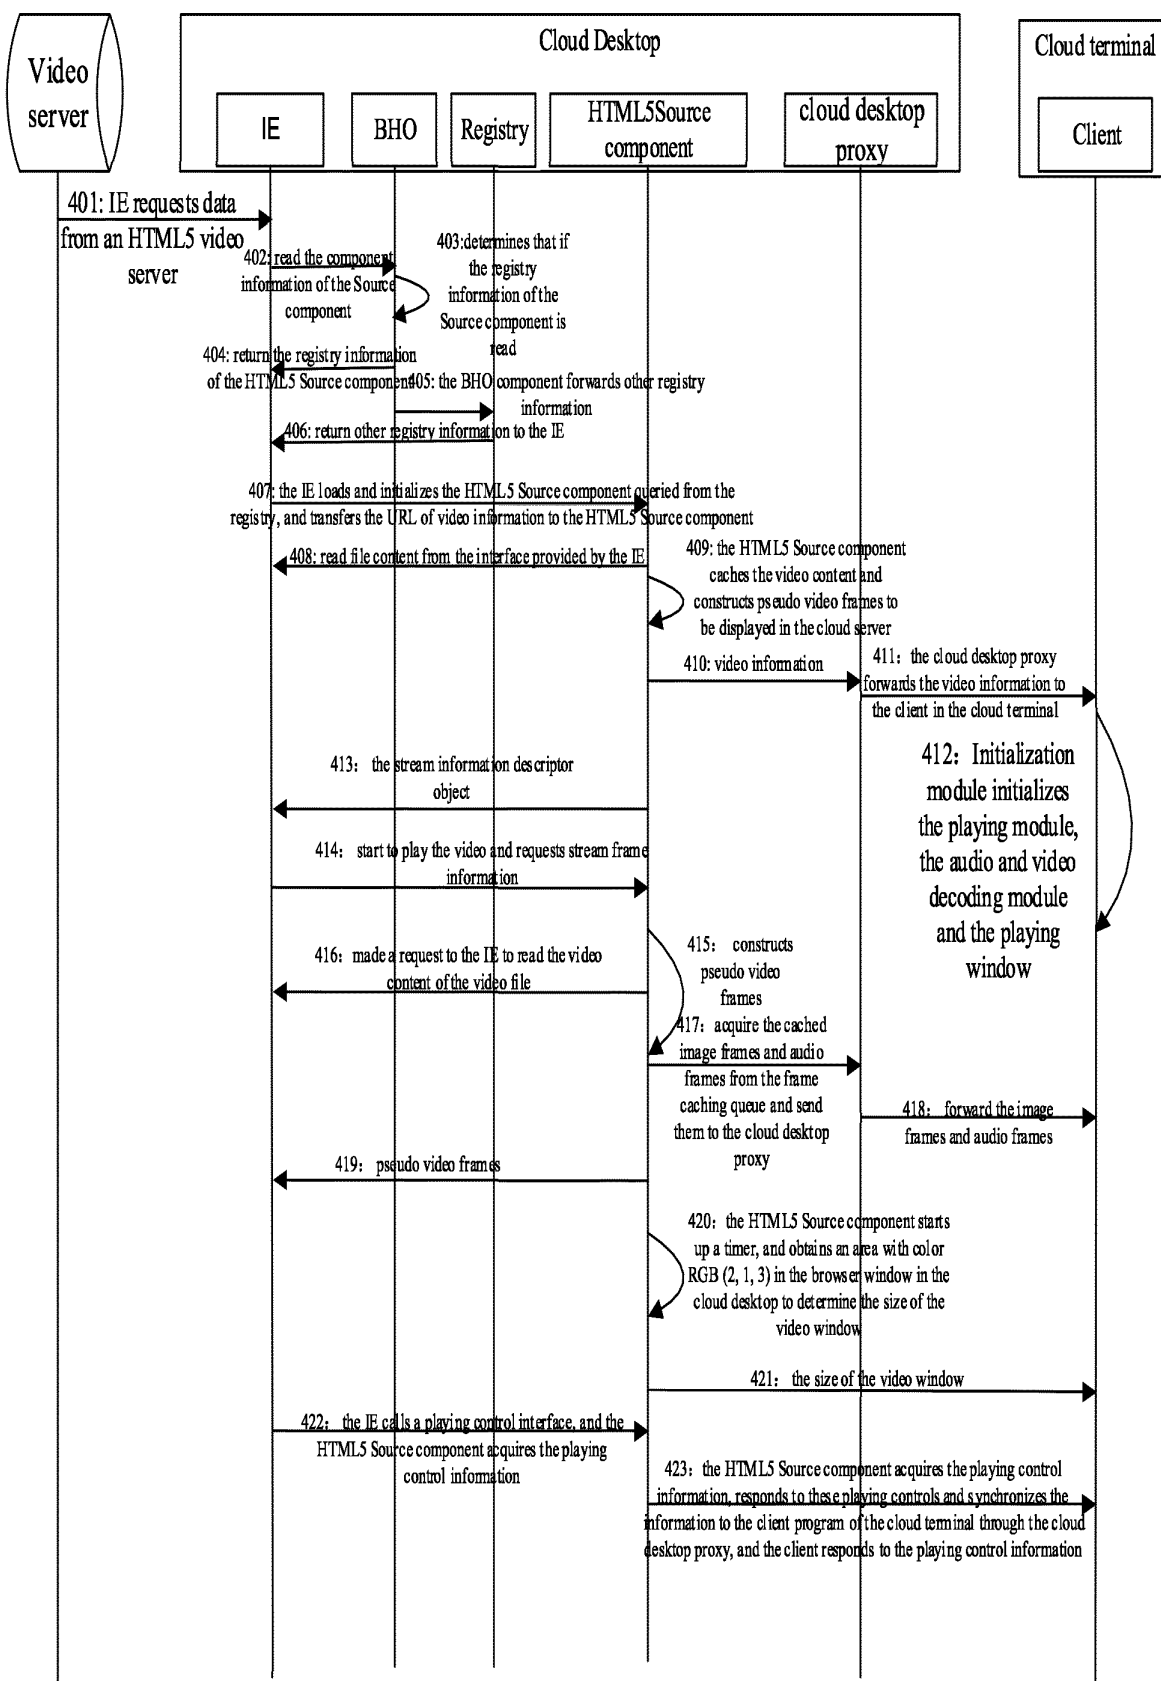 Cloud Desktop
Cloud terminal
Video
server
IE
BHO
Registry
HTML5Source
component
cloud desktop
proxy
Client
401: IE requests data
from an HTML5 video
server
402: read the component
information of the Source
component
403:determines that if
the registry
information of the
Source component is
read
404: return the registry information
of the HTML5 Source component
405: the BHO component forwards other registry
information
406: return other registry information to the IE
407: the IE loads and initializes the HTML5 Source component queried from the
registry, and transfers the URL of video information to the HTML5 Source component
408: read file content from the interface provided by the IE
409: the HTML5 Source component
caches the video content and
constructs pseudo video frames to
be displayed in the cloud server
410: video information
411: the cloud desktop proxy
forwards the video information to
the client in the cloud terminal
412: Initialization
module initializes
the playing module,
the audio and video
decoding module
and the playing
window
413: the stream information descriptor
object
414: start to play the video and requests stream frame
information
415: constructs
pseudo video
frames
416: made a request to the IE to read the video
content of the video file
417: acquire the cached
image frames and audio
frames from the frame
caching queue and send
them to the cloud desktop
proxy
418: forward the image
frames and audio frames
419: pseudo video frames
420: the HTML5 Source component starts
up a timer, and obtains an area with color
RGB (2, 1, 3) in the browser window in the
cloud desktop to determine the size of the
video window
421: the size of the video window
422: the IE calls a playing control interface, and the
HTML5 Source component acquires the playing
control information
423: the HTML5 Source component acquires the playing control
information, responds to these playing controls and synchronizes the
information to the client program of the cloud terminal through the cloud
desktop proxy, and the client responds to the playing control information